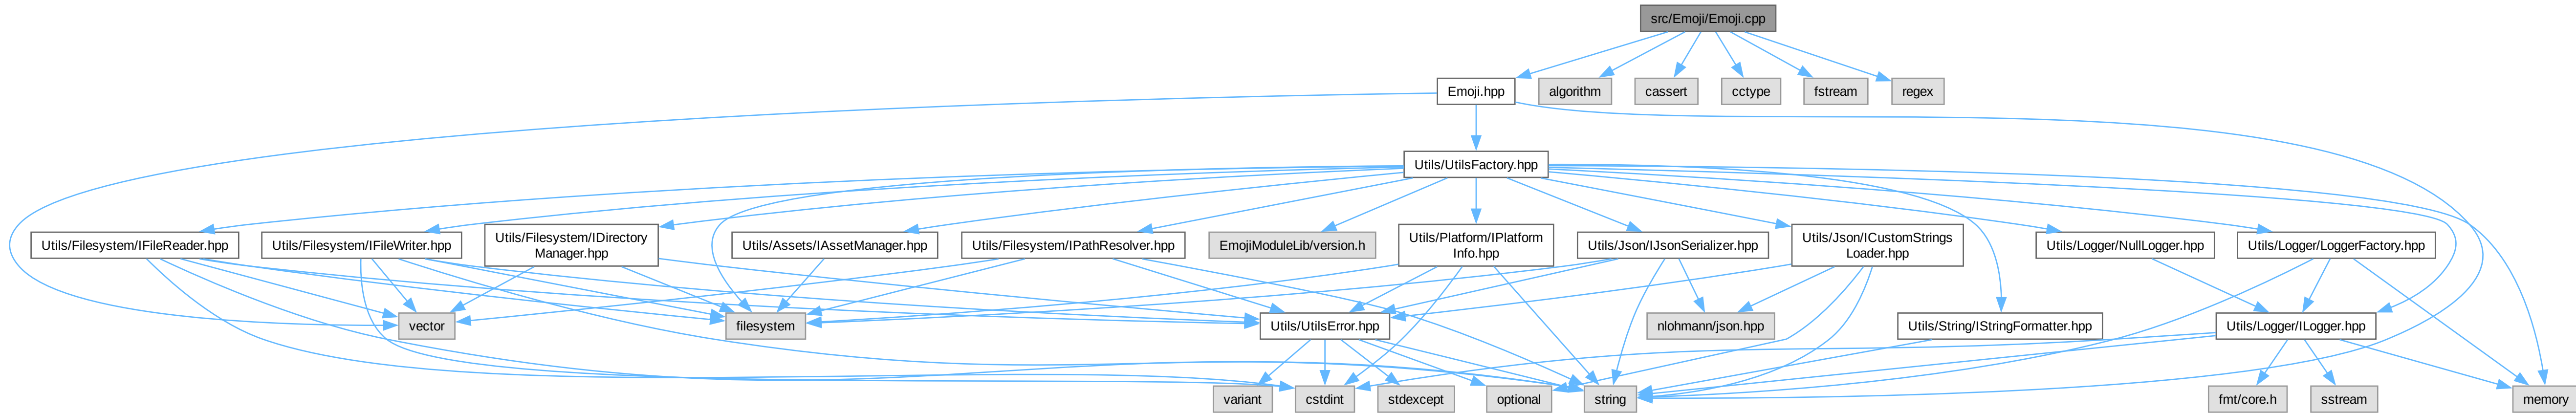 src/Emoji/Emoji.cpp
Emoji.hpp
algorithm
cassert
cctype
fstream
regex
Utils/UtilsFactory.hpp
Utils/Filesystem/IFileReader.hpp
Utils/Filesystem/IFileWriter.hpp
Utils/Filesystem/IDirectory
Manager.hpp
Utils/Assets/IAssetManager.hpp
Utils/Filesystem/IPathResolver.hpp
EmojiModuleLib/version.h
Utils/Platform/IPlatform
Info.hpp
Utils/Json/IJsonSerializer.hpp
Utils/Json/ICustomStrings
Loader.hpp
Utils/Logger/NullLogger.hpp
Utils/Logger/LoggerFactory.hpp
vector
filesystem
Utils/UtilsError.hpp
nlohmann/json.hpp
Utils/String/IStringFormatter.hpp
Utils/Logger/ILogger.hpp
variant
cstdint
stdexcept
optional
string
fmt/core.h
sstream
memory